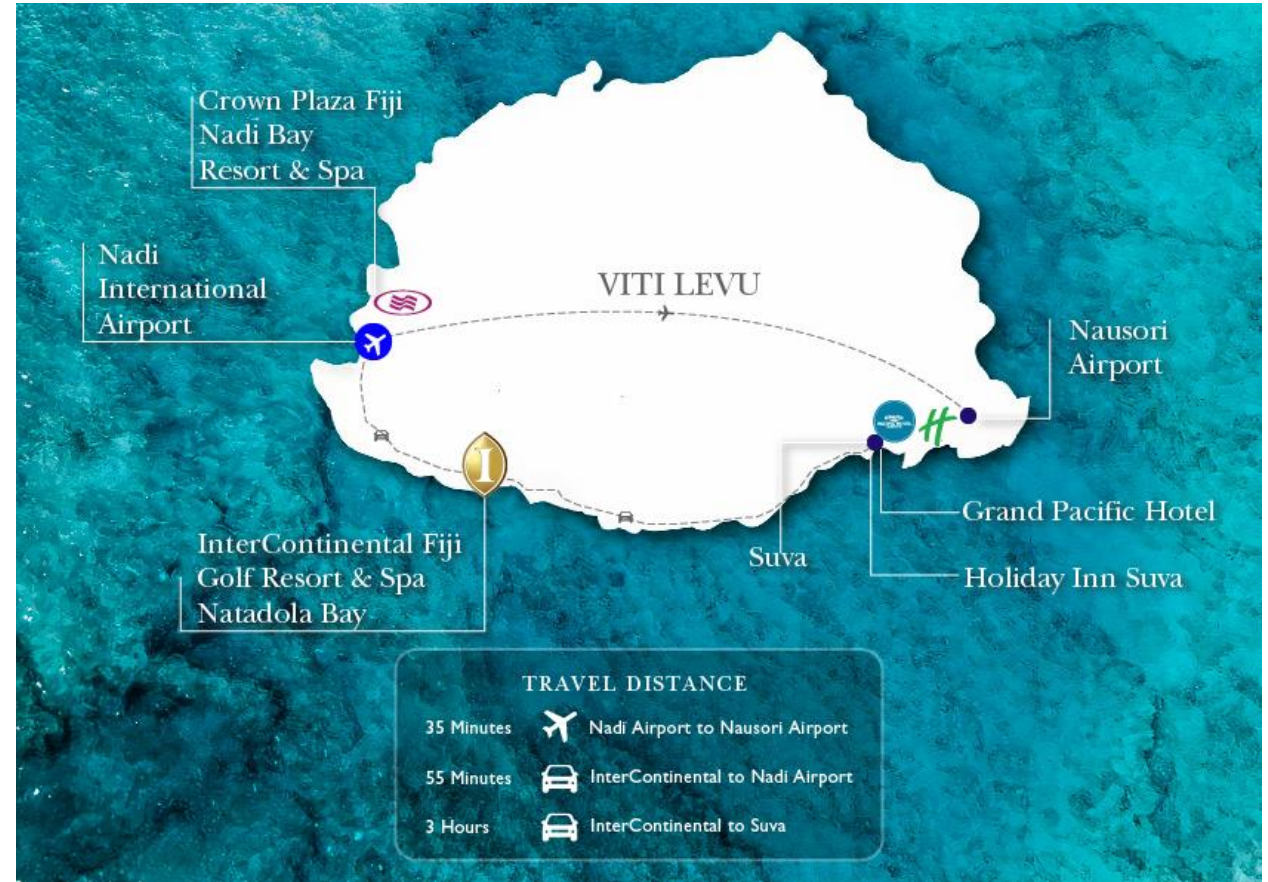 Crown Plaza Fiji
Nadi Bay
Resort & Spa
Nadi
International
Airport
VITI LEVU
Nausori
Airport
I
H
Grand Pacific Hotel
Suva
Holiday Inn Suva
InterContinental Fiji
Golf Resort & Spa
Natadola Bay
TRAVEL DISTANCE
35 Minutes Nadi Airport to Nausori Airport
55 Minutes InterContinental to Nadi Airport
3 Hours InterContinental to Suva